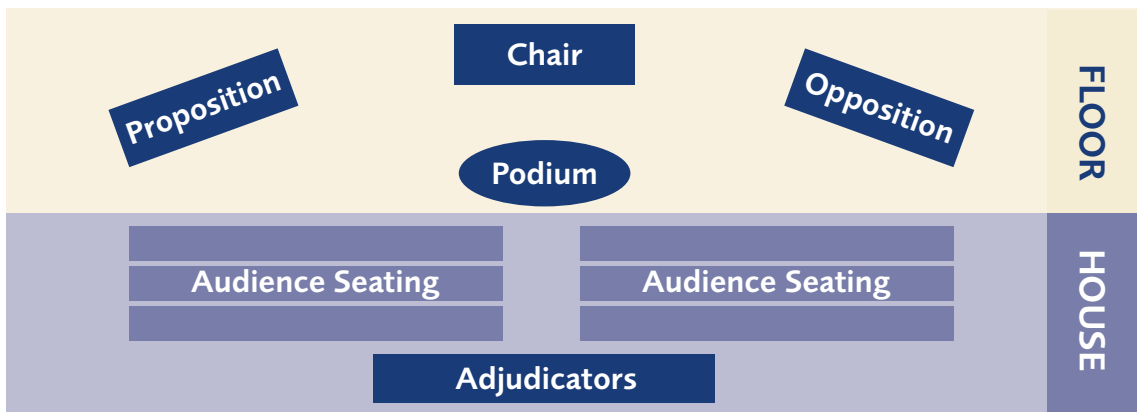 Chair
Proposition
Opposition
Podium
FLOOR
Audience Seating
Audience Seating
Adjudicators
HOUSE